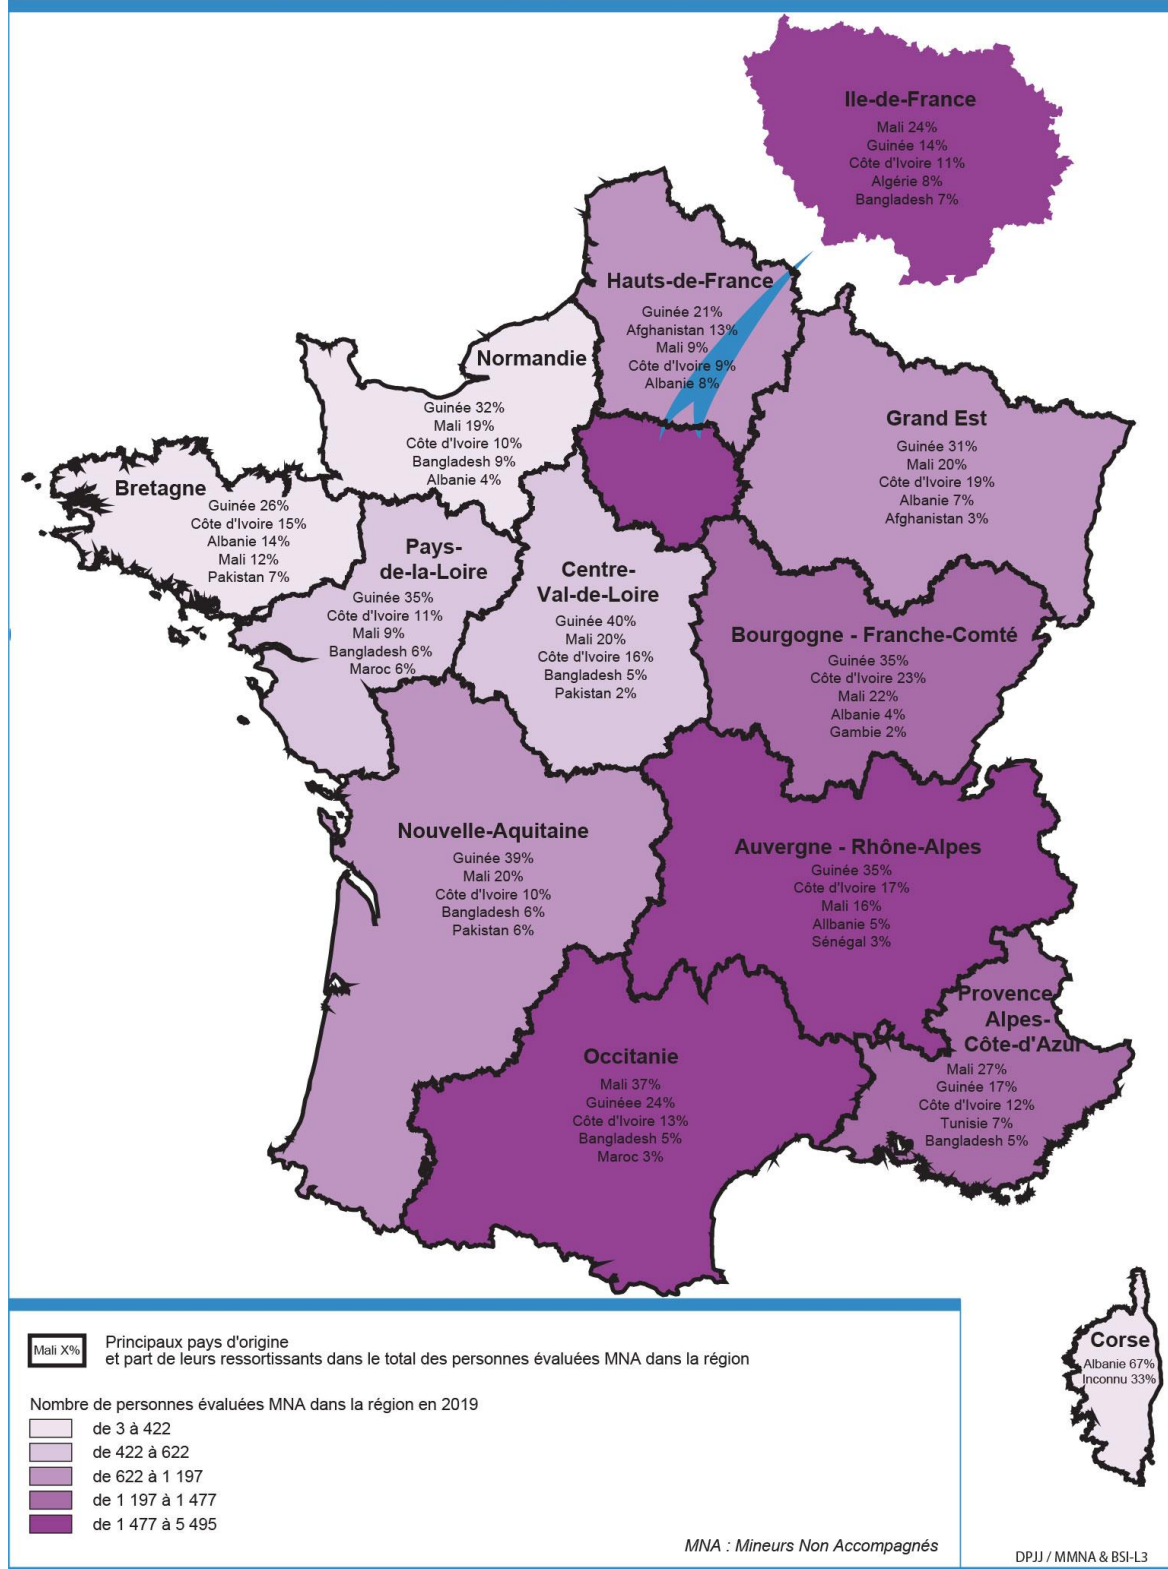 Ile-de-France
Mali 24%
Guinée 14%
Côte d'Ivoire 11%
Algérie 8%
Bangladesh 7%
Hauts-de-France
Guinée 21%
Afghanistan 13%
Mali 9%
Côte d'Ivoire 9%
Albanie 8%
Normandie
Guinée 32%
Mali 19%
Côte d'Ivoire 10%
Bangladesh 9%
Albanie 4%
Grand Est
Guinée 31%
Mali 20%
Côte d'Ivoire 19%
Albanie 7%
Afghanistan 3%
Bretagne
Guinée 26%
Côte d'Ivoire 15%
Albanie 14%
Mali 12%
Pakistan 7%
Pays-
de-la-Loire
Guinée 35%
Côte d'Ivoire 11%
Mali 9%
Bangladesh 6%
Maroc 6%
Centre-
Val-de-Loire
Guinée 40%
Mali 20%
Côte d'Ivoire 16%
Bangladesh 5%
Pakistan 2%
Bourgogne - Franche-Comté
Guinée 35%
Côte d'Ivoire 23%
Mali 22%
Albanie 4%
Gambie 2%
Nouvelle-Aquitaine
Guinée 39%
Mali 20%
Côte d'Ivoire 10%
Bangladesh 6%
Pakistan 6%
Auvergne - Rhône-Alpes
Guinée 35%
Côte d'Ivoire 17%
Mali 16%
Allbanie 5%
Sénégal 3%
Provence
Alpes-
Côte-d'Azur
Mali 27%
Guinée 17%
Côte d'Ivoire 12%
Tunisie 7%
Bangladesh 5%
Occitanie
Mali 37%
Guinéee 24%
Côte d'Ivoire 13%
Bangladesh 5%
Maroc 3%
Corse
Albanie 67%
Inconnu 33%
Mali X%
Principaux pays d'origine
et part de leurs ressortissants dans le total des personnes évaluées MNA dans la région
Nombre de personnes évaluées MNA dans la région en 2019
de 3 à 422
de 422 à 622
de 622 à 1 197
de 1 197 à 1 477
de 1 477 à 5 495
MNA : Mineurs Non Accompagnés
DPJJ / MMNA & BSI-L3